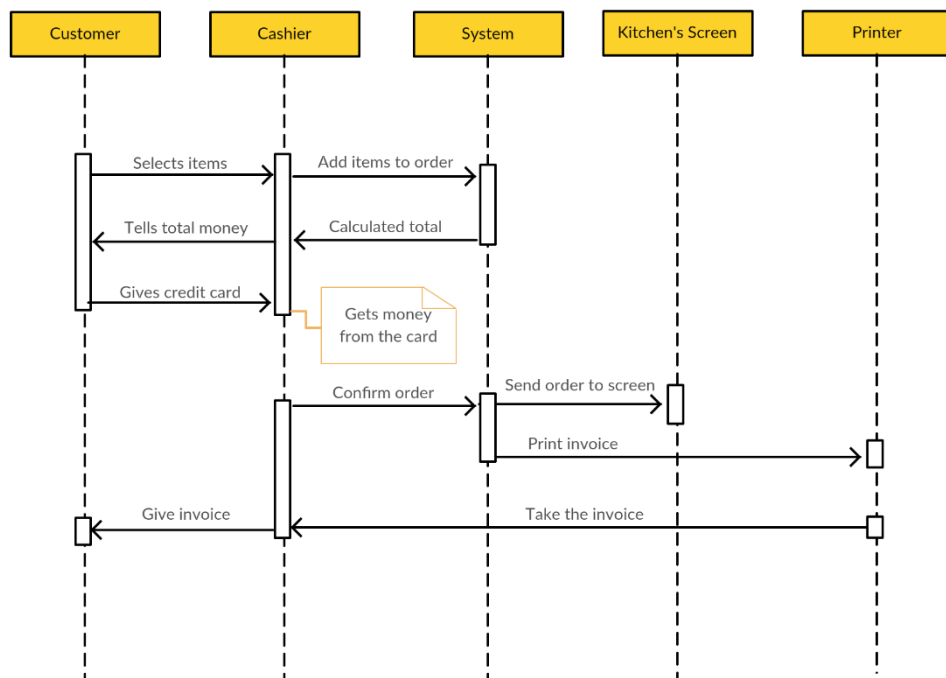 Customer
Cashier
System
Kitchen's Screen
Printer
Selects items
Add items to order
Tells total money
Calculated total
Gives credit card
Gets money
from the card
Confirm order
Send order to screen
Print invoice
Give invoice
Take the invoice